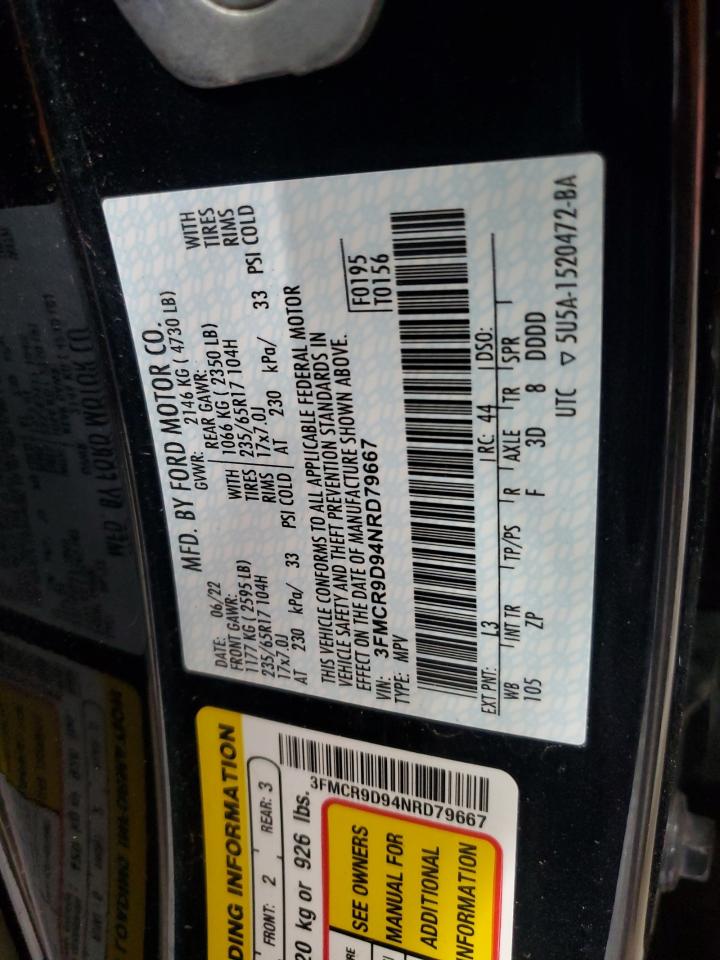 MFD. BY FORD MOTOR CO.
DATE: 06/22 GVWR: 2146 KG ( 4730 LB)
FRONT GAWR: REAR GAWR:
1177 KG ( 2595 LB) WITH 1066 KG ( 2350 LB) WITH
235/65R17 104H TIRES 235/65R17 104H TIRES
17x7.0J RIMS 17x7.0J RIMS
AT 230 kPa/ 33 PSI COLD AT 230 kPa/ 33 PSI COLD
THIS VEHICLE CONFORMS TO ALL APPLICABLE FEDERAL MOTOR
VEHICLE SAFETY AND THEFT PREVENTION STANDARDS IN
EFFECT ON THE DATE OF MANUFACTURE SHOWN ABOVE.
VIN: 3FMCR9D94NRD79667 F0195
TYPE: MPV T0156
EXT PNT: L3 RC: 44 DSO:
WB INT TR TP/PS R AXLE TR SPR
105 ZP F 3D 8 DDDD
UTC ▽ 5U5A-1520472-BA
DING INFORMATION
FRONT: 2 REAR: 3
20 kg or 926 lbs.
3FMCR9D94NRD79667
SEE OWNERS
MANUAL FOR
ADDITIONAL
INFORMATION